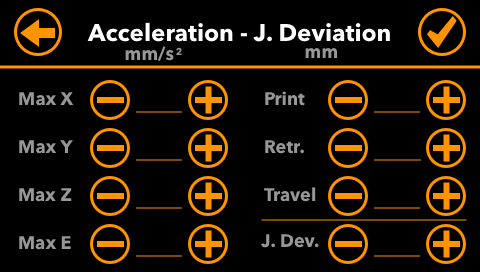 Acceleration - J. Deviation
mm/s² mm
Max X Print
Max Y Retr.
Max Z Travel
Max E J. Dev.